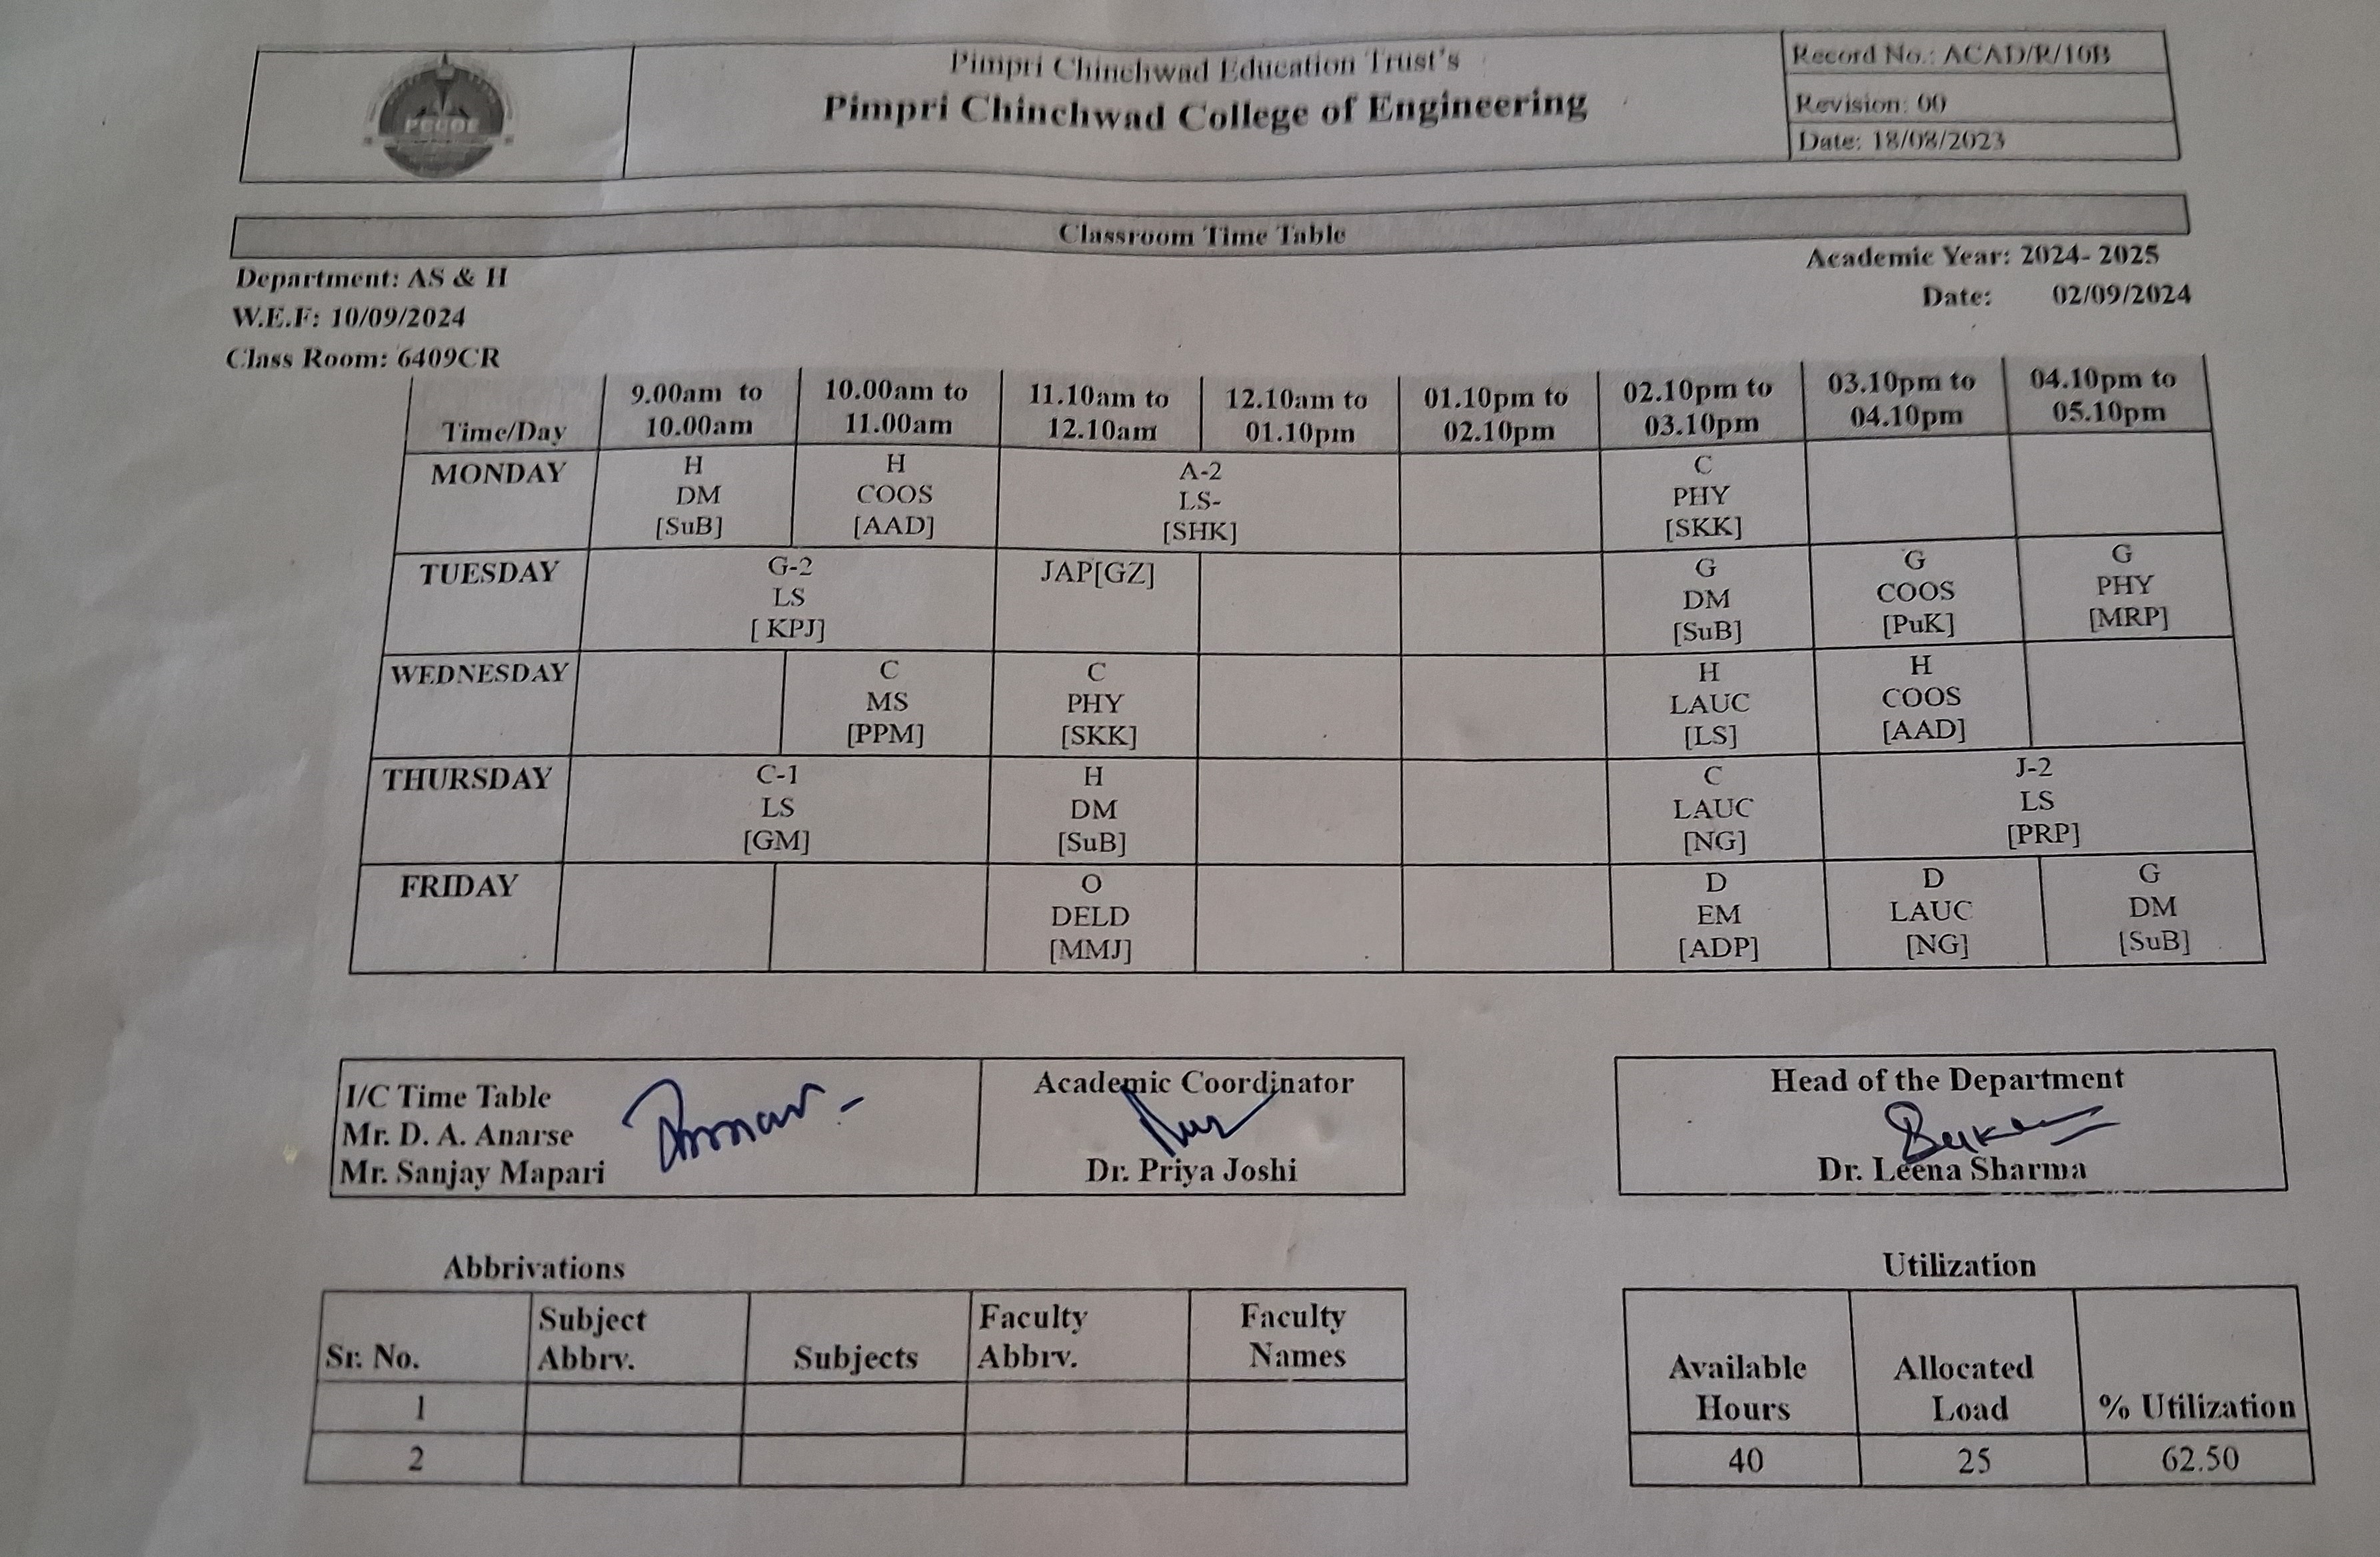 PCCOE
Pimpri Chinchwad Education Trust's
Pimpri Chinchwad College of Engineering
Record No.: ACAD/R/10B
Revision: 00
Date: 18/08/2023
Classroom Time Table
Department: AS & H
Academic Year: 2024- 2025
W.E.F: 10/09/2024
Date: 02/09/2024
Class Room: 6409CR
Time/Day 9.00am to 10.00am 10.00am to 11.00am 11.10am to 12.10am 12.10am to 01.10pm 01.10pm to 02.10pm 02.10pm to 03.10pm 03.10pm to 04.10pm 04.10pm to 05.10pm
MONDAY H DM [SuB] H COOS [AAD] A-2 LS- [SHK] C PHY [SKK]
TUESDAY G-2 LS [ KPJ] JAP[GZ] G DM [SuB] G COOS [PuK] G PHY [MRP]
WEDNESDAY C MS [PPM] C PHY [SKK] H LAUC [LS] H COOS [AAD]
THURSDAY C-1 LS [GM] H DM [SuB] C LAUC [NG] J-2 LS [PRP]
FRIDAY O DELD [MMJ] D EM [ADP] D LAUC [NG] G DM [SuB]
I/C Time Table
Mr. D. A. Anarse
Mr. Sanjay Mapari
Academic Coordinator
Dr. Priya Joshi
Head of the Department
Dr. Leena Sharma
Abbrivations
Sr. No. Subject Abbrv. Subjects Faculty Abbrv. Faculty Names
1
2
Utilization
Available Hours Allocated Load % Utilization
40 25 62.50